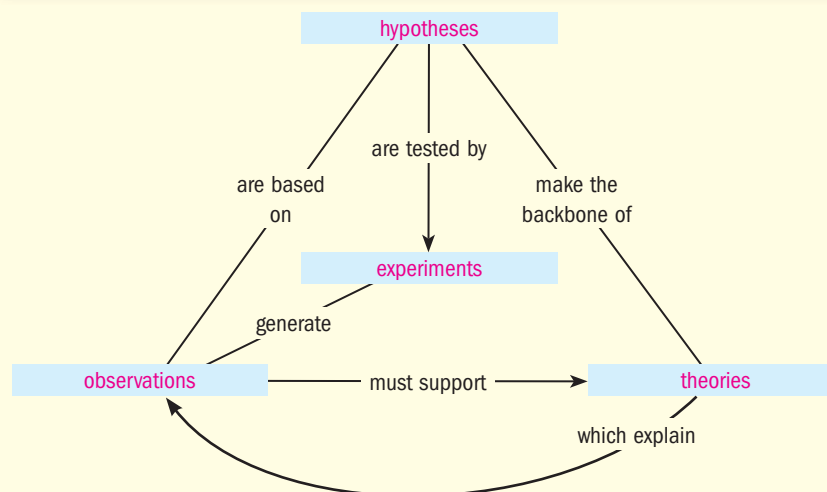 hypotheses
are tested by
are based
on
make the
backbone of
experiments
generate
observations
must support
theories
which explain